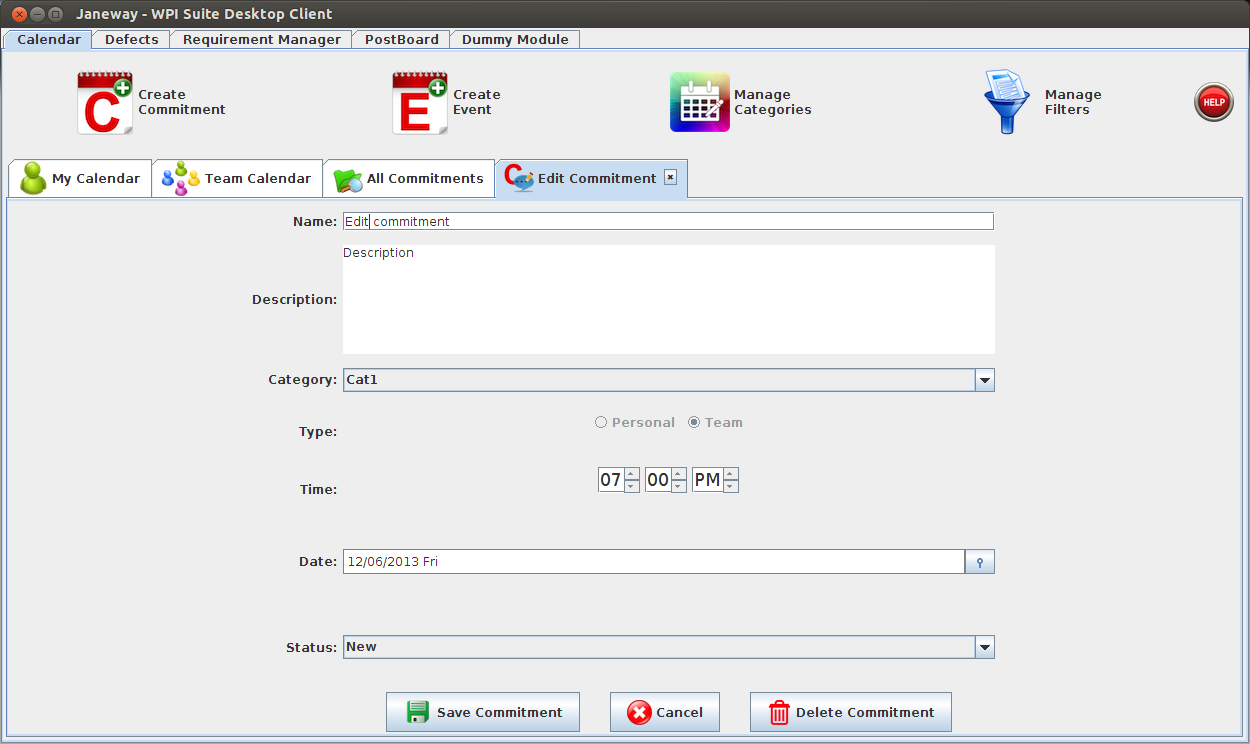 Janeway - WPI Suite Desktop Client
Calendar Defects Requirement Manager PostBoard Dummy Module
C Create Commitment
E Create Event
Manage Categories
Manage Filters
HELP
My Calendar Team Calendar All Commitments C Edit Commitment
Name: Edit commitment
Description: Description
Category: Cat1
Type: Personal Team
Time: 07 00 PM
Date: 12/06/2013 Fri
Status: New
Save Commitment Cancel Delete Commitment